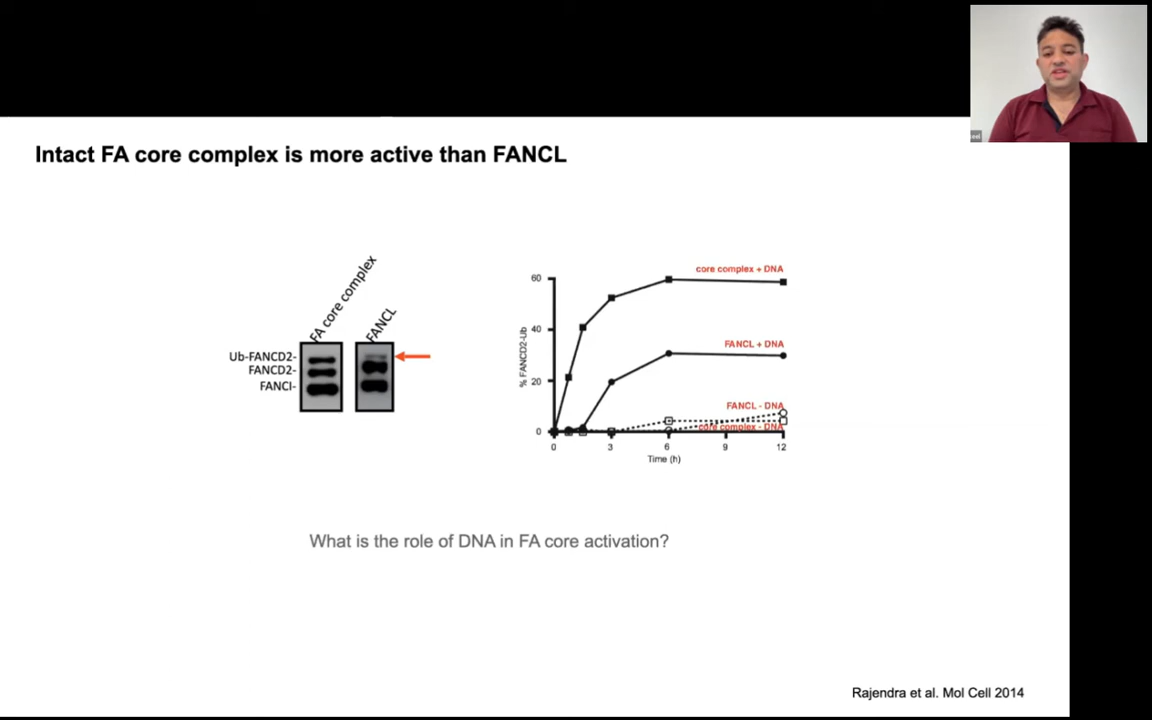 Intact FA core complex is more active than FANCL
FA core complex
FANCL
Ub-FANCD2-
FANCD2-
FANCI-
% FANCD2-Ub
60
40
20
0
core complex + DNA
FANCL + DNA
FANCL - DNA
core complex - DNA
0
3
6
9
12
Time (h)
What is the role of DNA in FA core activation?
Rajendra et al. Mol Cell 2014